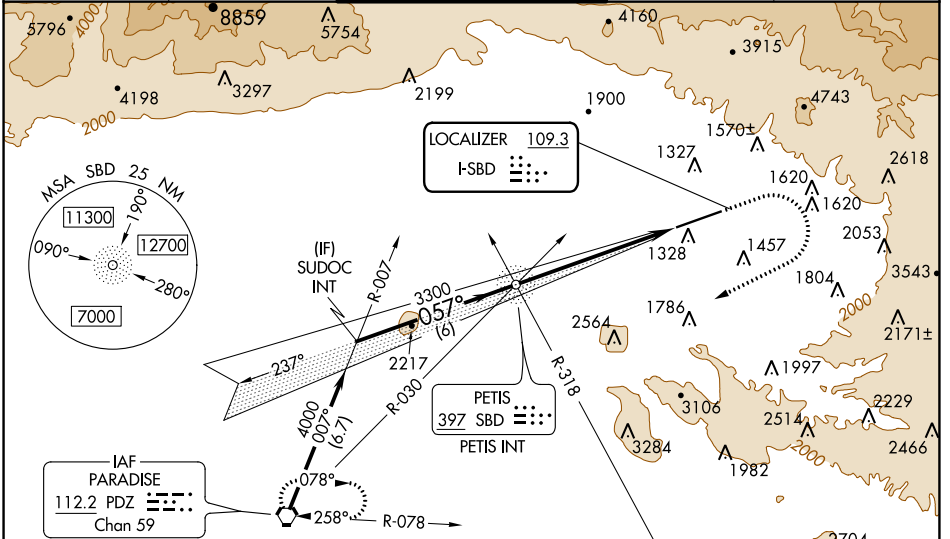 5796
4000
8859
5754
4160
3915
4198
3297
2199
1900
4743
2000
LOCALIZER 109.3
I-SBD
1570±
1327
2618
MSA SBD 25 NM
11300
190°
12700
090°
280°
7000
1620
1620
(IF)
SUDOC
INT
R-007
1328
1457
2053
3543
3300
057°
(6)
1804
2000
1786
2171±
2564
237°
2217
R-030
R-318
1997
4000
007°
(6.7)
PETIS
397 SBD
PETIS INT
3106
2514
2229
3284
2466
1982
2000
IAF
PARADISE
112.2 PDZ
Chan 59
078°
258°
R-078